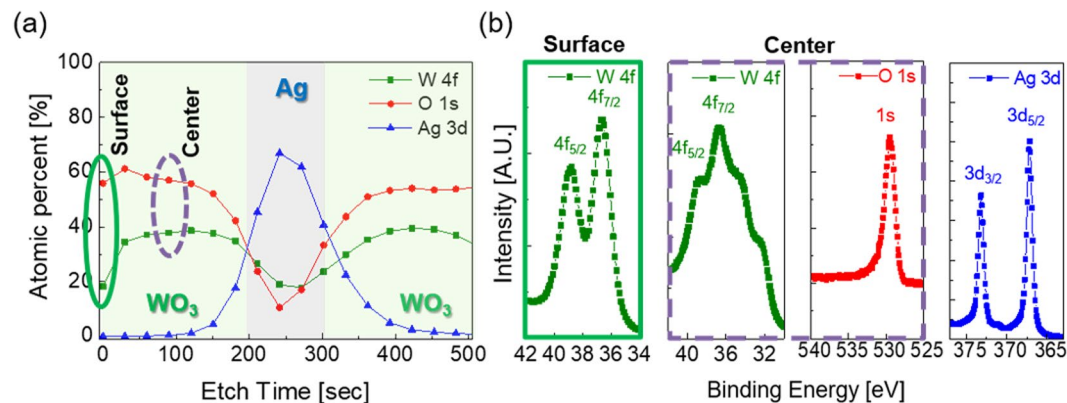 (a)
Atomic percent [%]
100
80
60
40
20
0
Surface
Center
Ag
W 4f
O 1s
Ag 3d
WO3
WO3
0
100
200
300
400
500
Etch Time [sec]
(b)
Surface
Center
Intensity [A.U.]
W 4f
4f7/2
4f5/2
42 40 38 36 34
W 4f
4f7/2
4f5/2
40 36 32 30
O 1s
1s
540 535 530 525
Ag 3d
3d5/2
3d3/2
375 370 365
Binding Energy [eV]